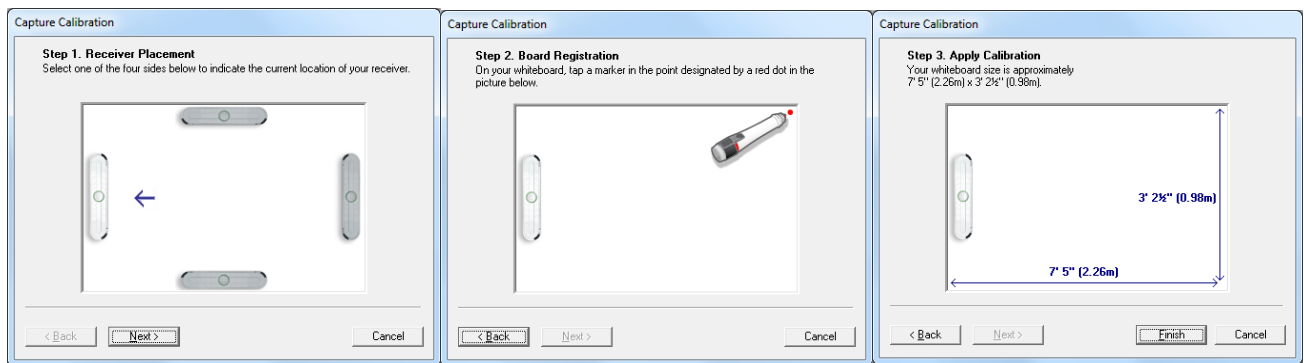 Capture Calibration
Step 1. Receiver Placement
Select one of the four sides below to indicate the current location of your receiver.
< Back
Next >
Cancel
Capture Calibration
Step 2. Board Registration
On your whiteboard, tap a marker in the point designated by a red dot in the
picture below.
< Back
Next >
Cancel
Capture Calibration
Step 3. Apply Calibration
Your whiteboard size is approximately
7' 5'' (2.26m) x 3' 2½'' (0.98m).
3' 2½'' (0.98m)
7' 5'' (2.26m)
< Back
Next >
Finish
Cancel